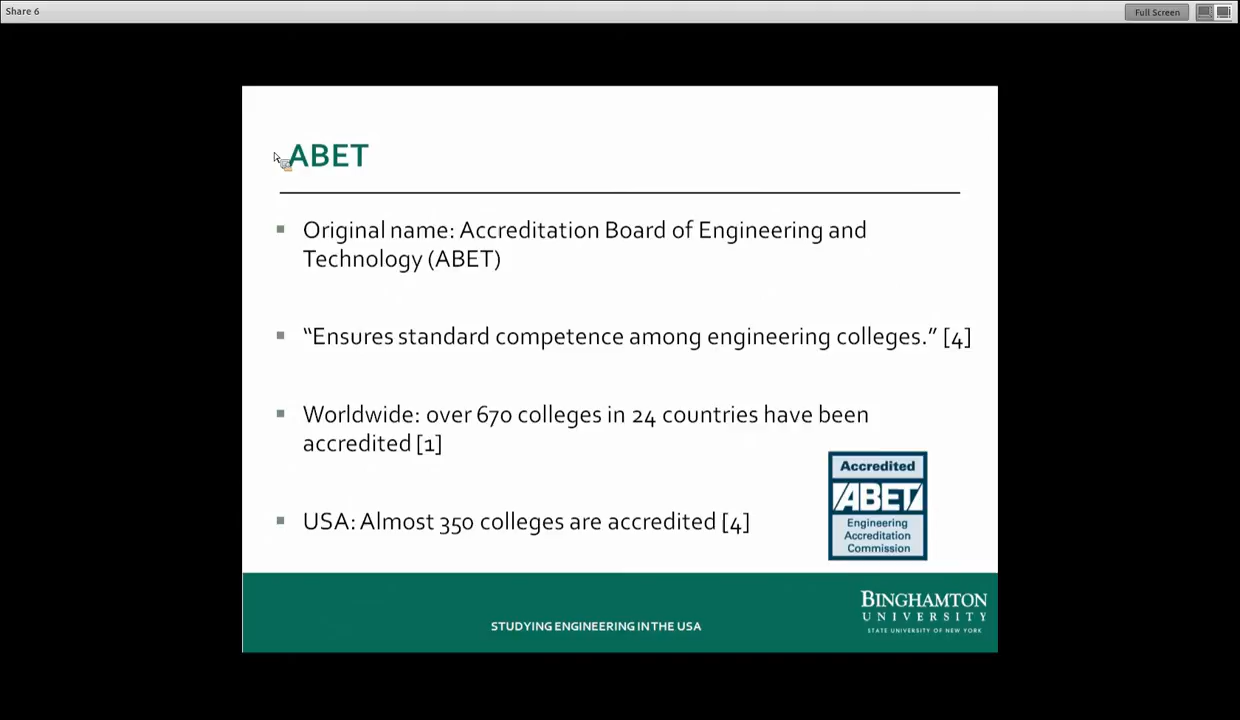 Share 6
Full Screen
ABET
Original name: Accreditation Board of Engineering and
Technology (ABET)
“Ensures standard competence among engineering colleges.” [4]
Worldwide: over 670 colleges in 24 countries have been
accredited [1]
USA: Almost 350 colleges are accredited [4]
Accredited
ABET
Engineering
Accreditation
Commission
STUDYING ENGINEERING IN THE USA
BINGHAMTON
UNIVERSITY
STATE UNIVERSITY OF NEW YORK